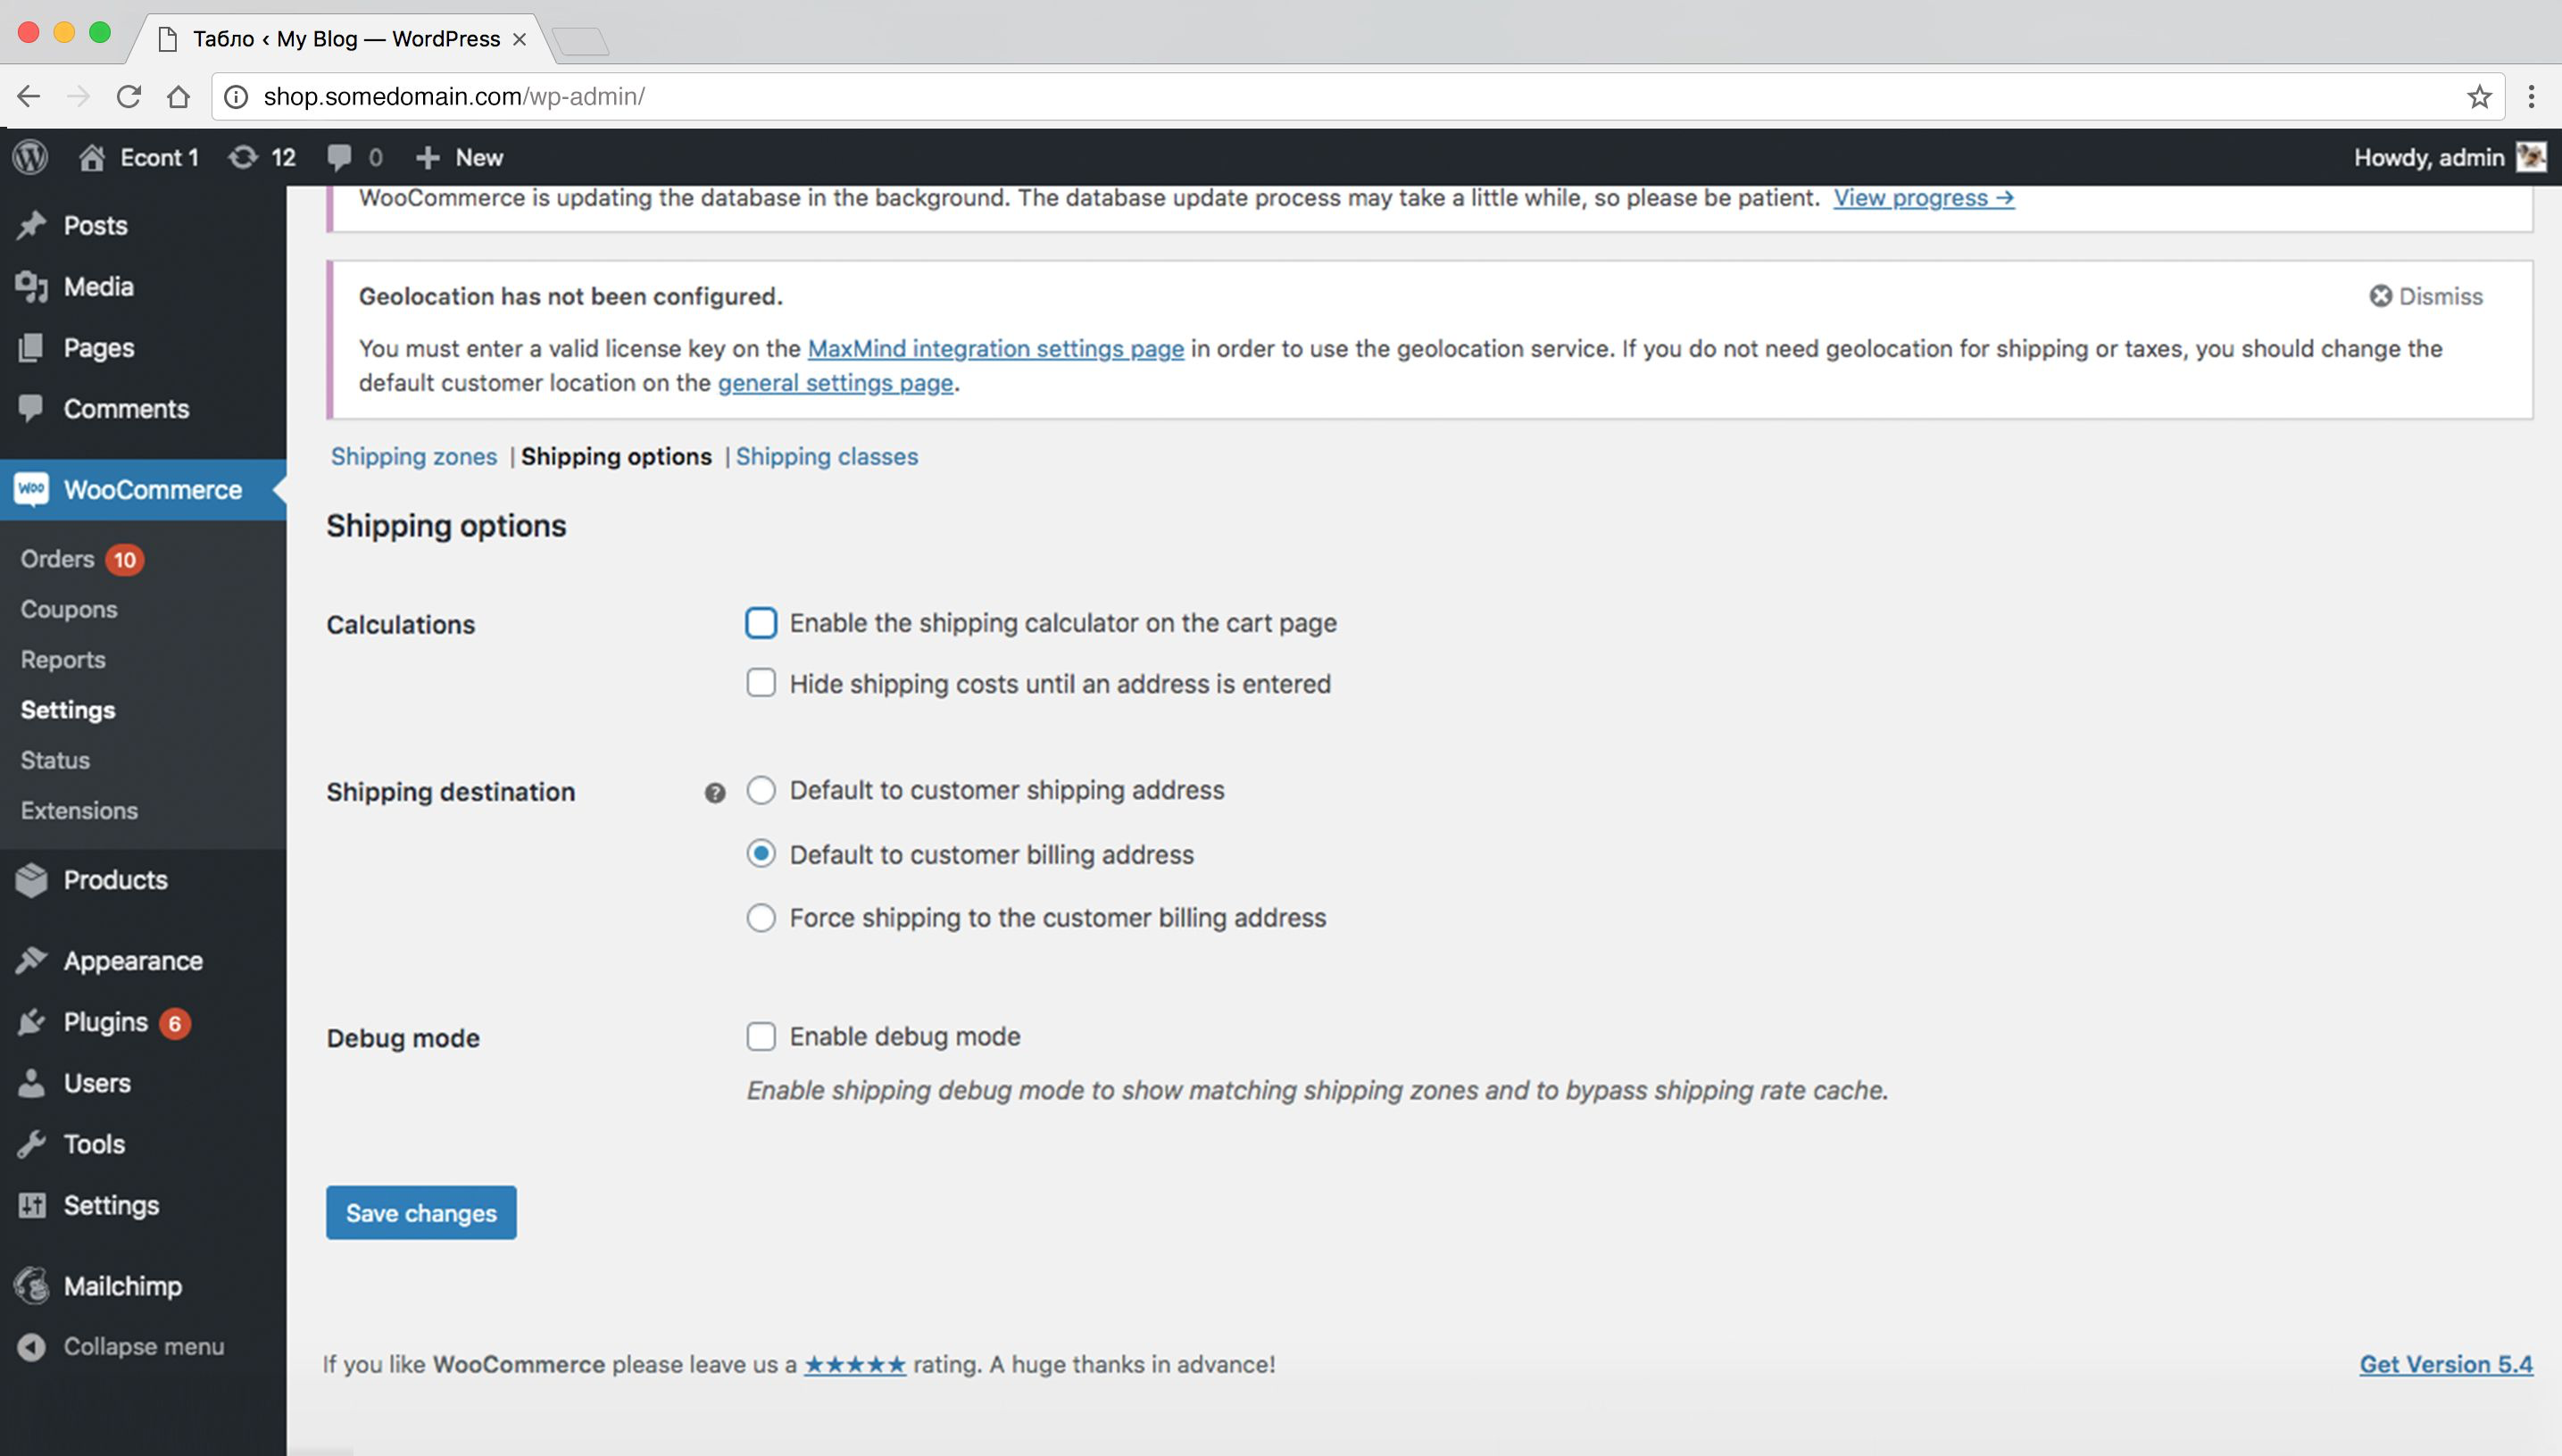 Табло ‹ My Blog — WordPress
shop.somedomain.com/wp-admin/
Econt 1 12 0 New Howdy, admin
Posts
Media
Pages
Comments
WooCommerce
Orders 10
Coupons
Reports
Settings
Status
Extensions
Products
Appearance
Plugins 6
Users
Tools
Settings
Mailchimp
Collapse menu
WooCommerce is updating the database in the background. The database update process may take a little while, so please be patient. View progress →
Geolocation has not been configured. Dismiss
You must enter a valid license key on the MaxMind integration settings page in order to use the geolocation service. If you do not need geolocation for shipping or taxes, you should change the
default customer location on the general settings page.
Shipping zones | Shipping options | Shipping classes
Shipping options
Calculations Enable the shipping calculator on the cart page
Hide shipping costs until an address is entered
Shipping destination ? Default to customer shipping address
Default to customer billing address
Force shipping to the customer billing address
Debug mode Enable debug mode
Enable shipping debug mode to show matching shipping zones and to bypass shipping rate cache.
Save changes
If you like WooCommerce please leave us a ★★★★★ rating. A huge thanks in advance! Get Version 5.4